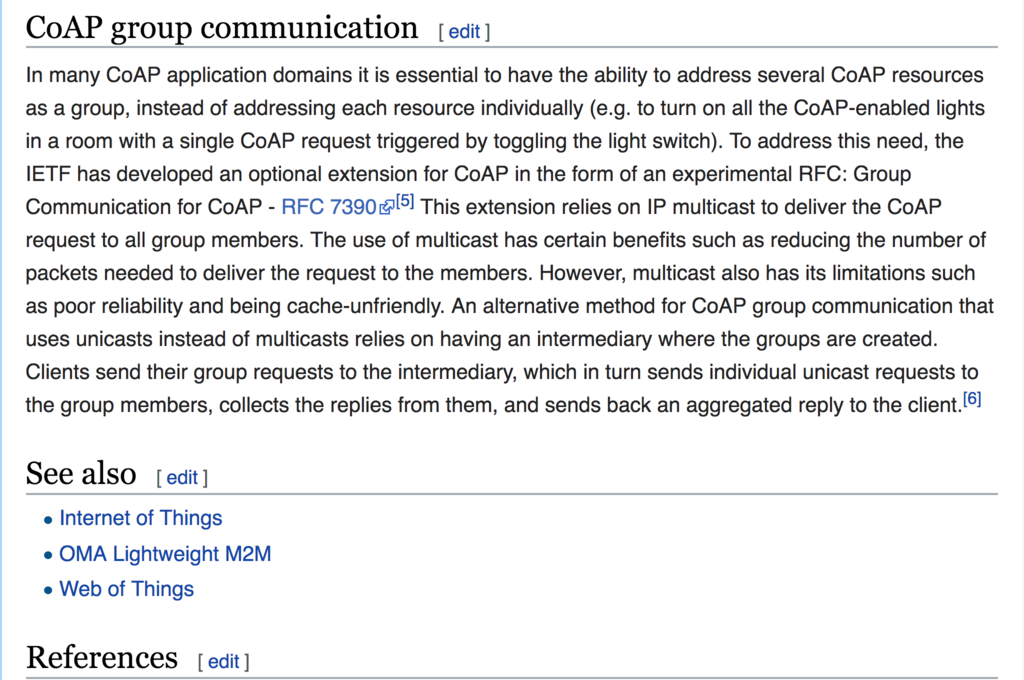 CoAP group communication [ edit ]
In many CoAP application domains it is essential to have the ability to address several CoAP resources
as a group, instead of addressing each resource individually (e.g. to turn on all the CoAP-enabled lights
in a room with a single CoAP request triggered by toggling the light switch). To address this need, the
IETF has developed an optional extension for CoAP in the form of an experimental RFC: Group
Communication for CoAP - RFC 7390[5] This extension relies on IP multicast to deliver the CoAP
request to all group members. The use of multicast has certain benefits such as reducing the number of
packets needed to deliver the request to the members. However, multicast also has its limitations such
as poor reliability and being cache-unfriendly. An alternative method for CoAP group communication that
uses unicasts instead of multicasts relies on having an intermediary where the groups are created.
Clients send their group requests to the intermediary, which in turn sends individual unicast requests to
the group members, collects the replies from them, and sends back an aggregated reply to the client.[6]
See also [ edit ]
• Internet of Things
• OMA Lightweight M2M
• Web of Things
References [ edit ]